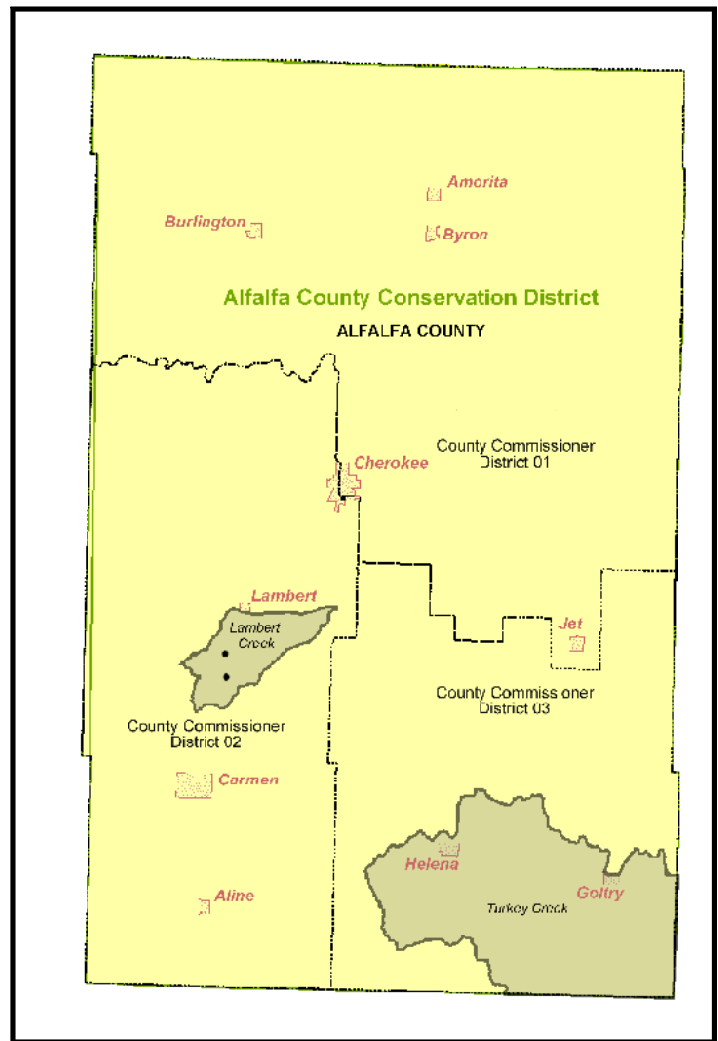 Amorita
Burlington
Byron
Alfalfa County Conservation District
ALFALFA COUNTY
County Commissioner
District 01
Cherokee
Lambert
Lambert
Creek
Jet
County Commissioner
District 03
County Commissioner
District 02
Carmen
Helena
Goltry
Aline
Turkey Creek